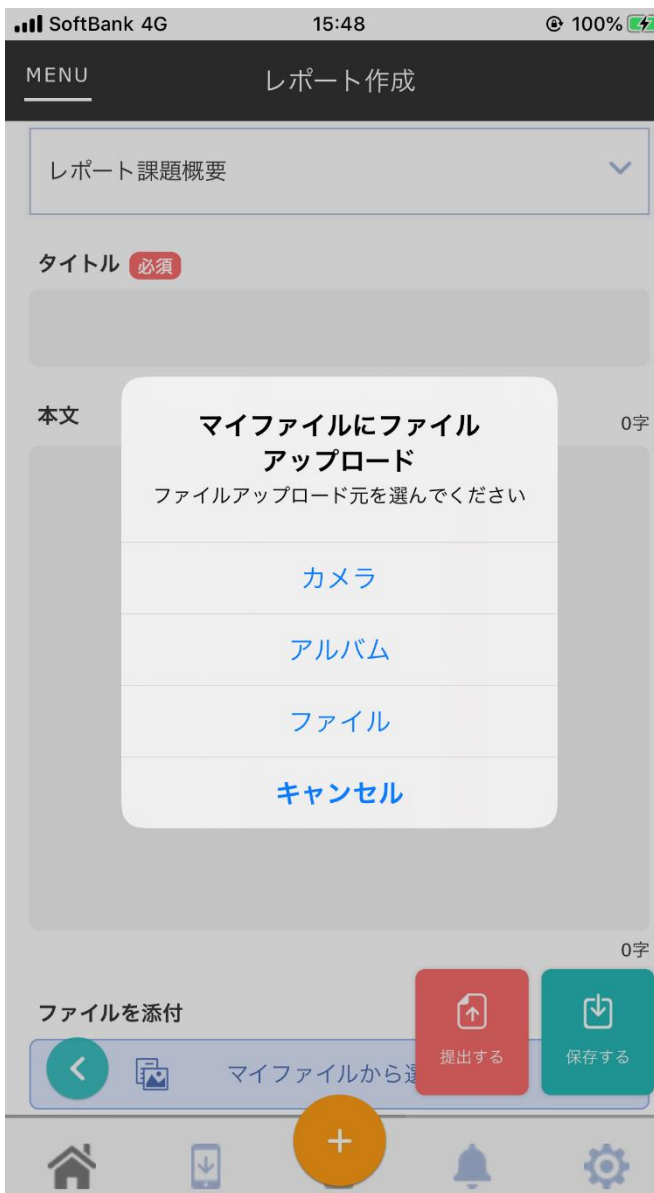 SoftBank 4G 15:48 100%
MENU レポート作成
レポート課題概要
タイトル 必須
本文 0字
マイファイルにファイル
アップロード
ファイルアップロード元を選んでください
カメラ
アルバム
ファイル
キャンセル
0字
ファイルを添付
マイファイルから
提出する
保存する